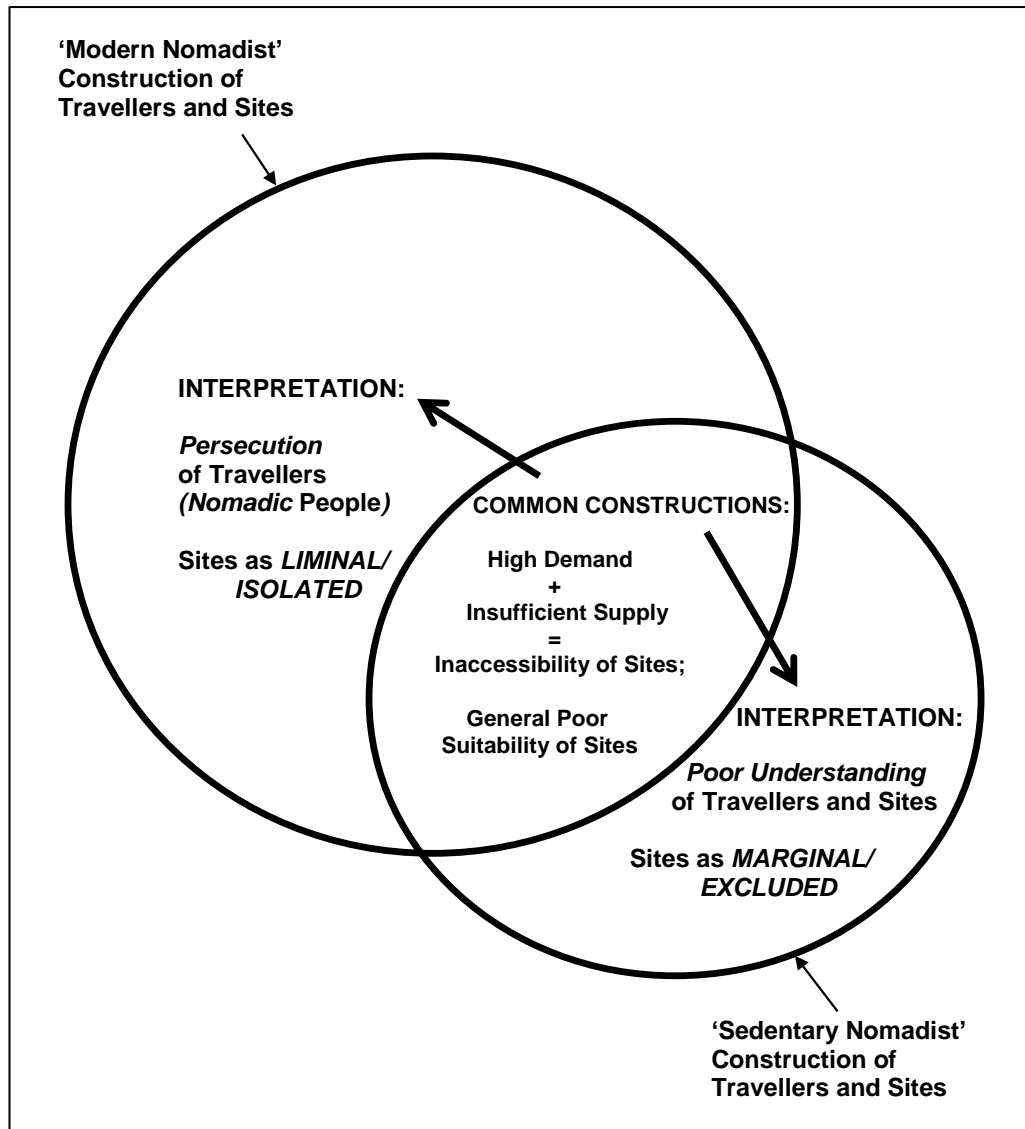 ‘Modern Nomadist’
Construction of
Travellers and Sites
INTERPRETATION:
Persecution
of Travellers
(Nomadic People)
Sites as LIMINAL/
ISOLATED
COMMON CONSTRUCTIONS:
High Demand
+
Insufficient Supply
=
Inaccessibility of Sites;
General Poor
Suitability of Sites
INTERPRETATION:
Poor Understanding
of Travellers and Sites
Sites as MARGINAL/
EXCLUDED
‘Sedentary Nomadist’
Construction of
Travellers and Sites